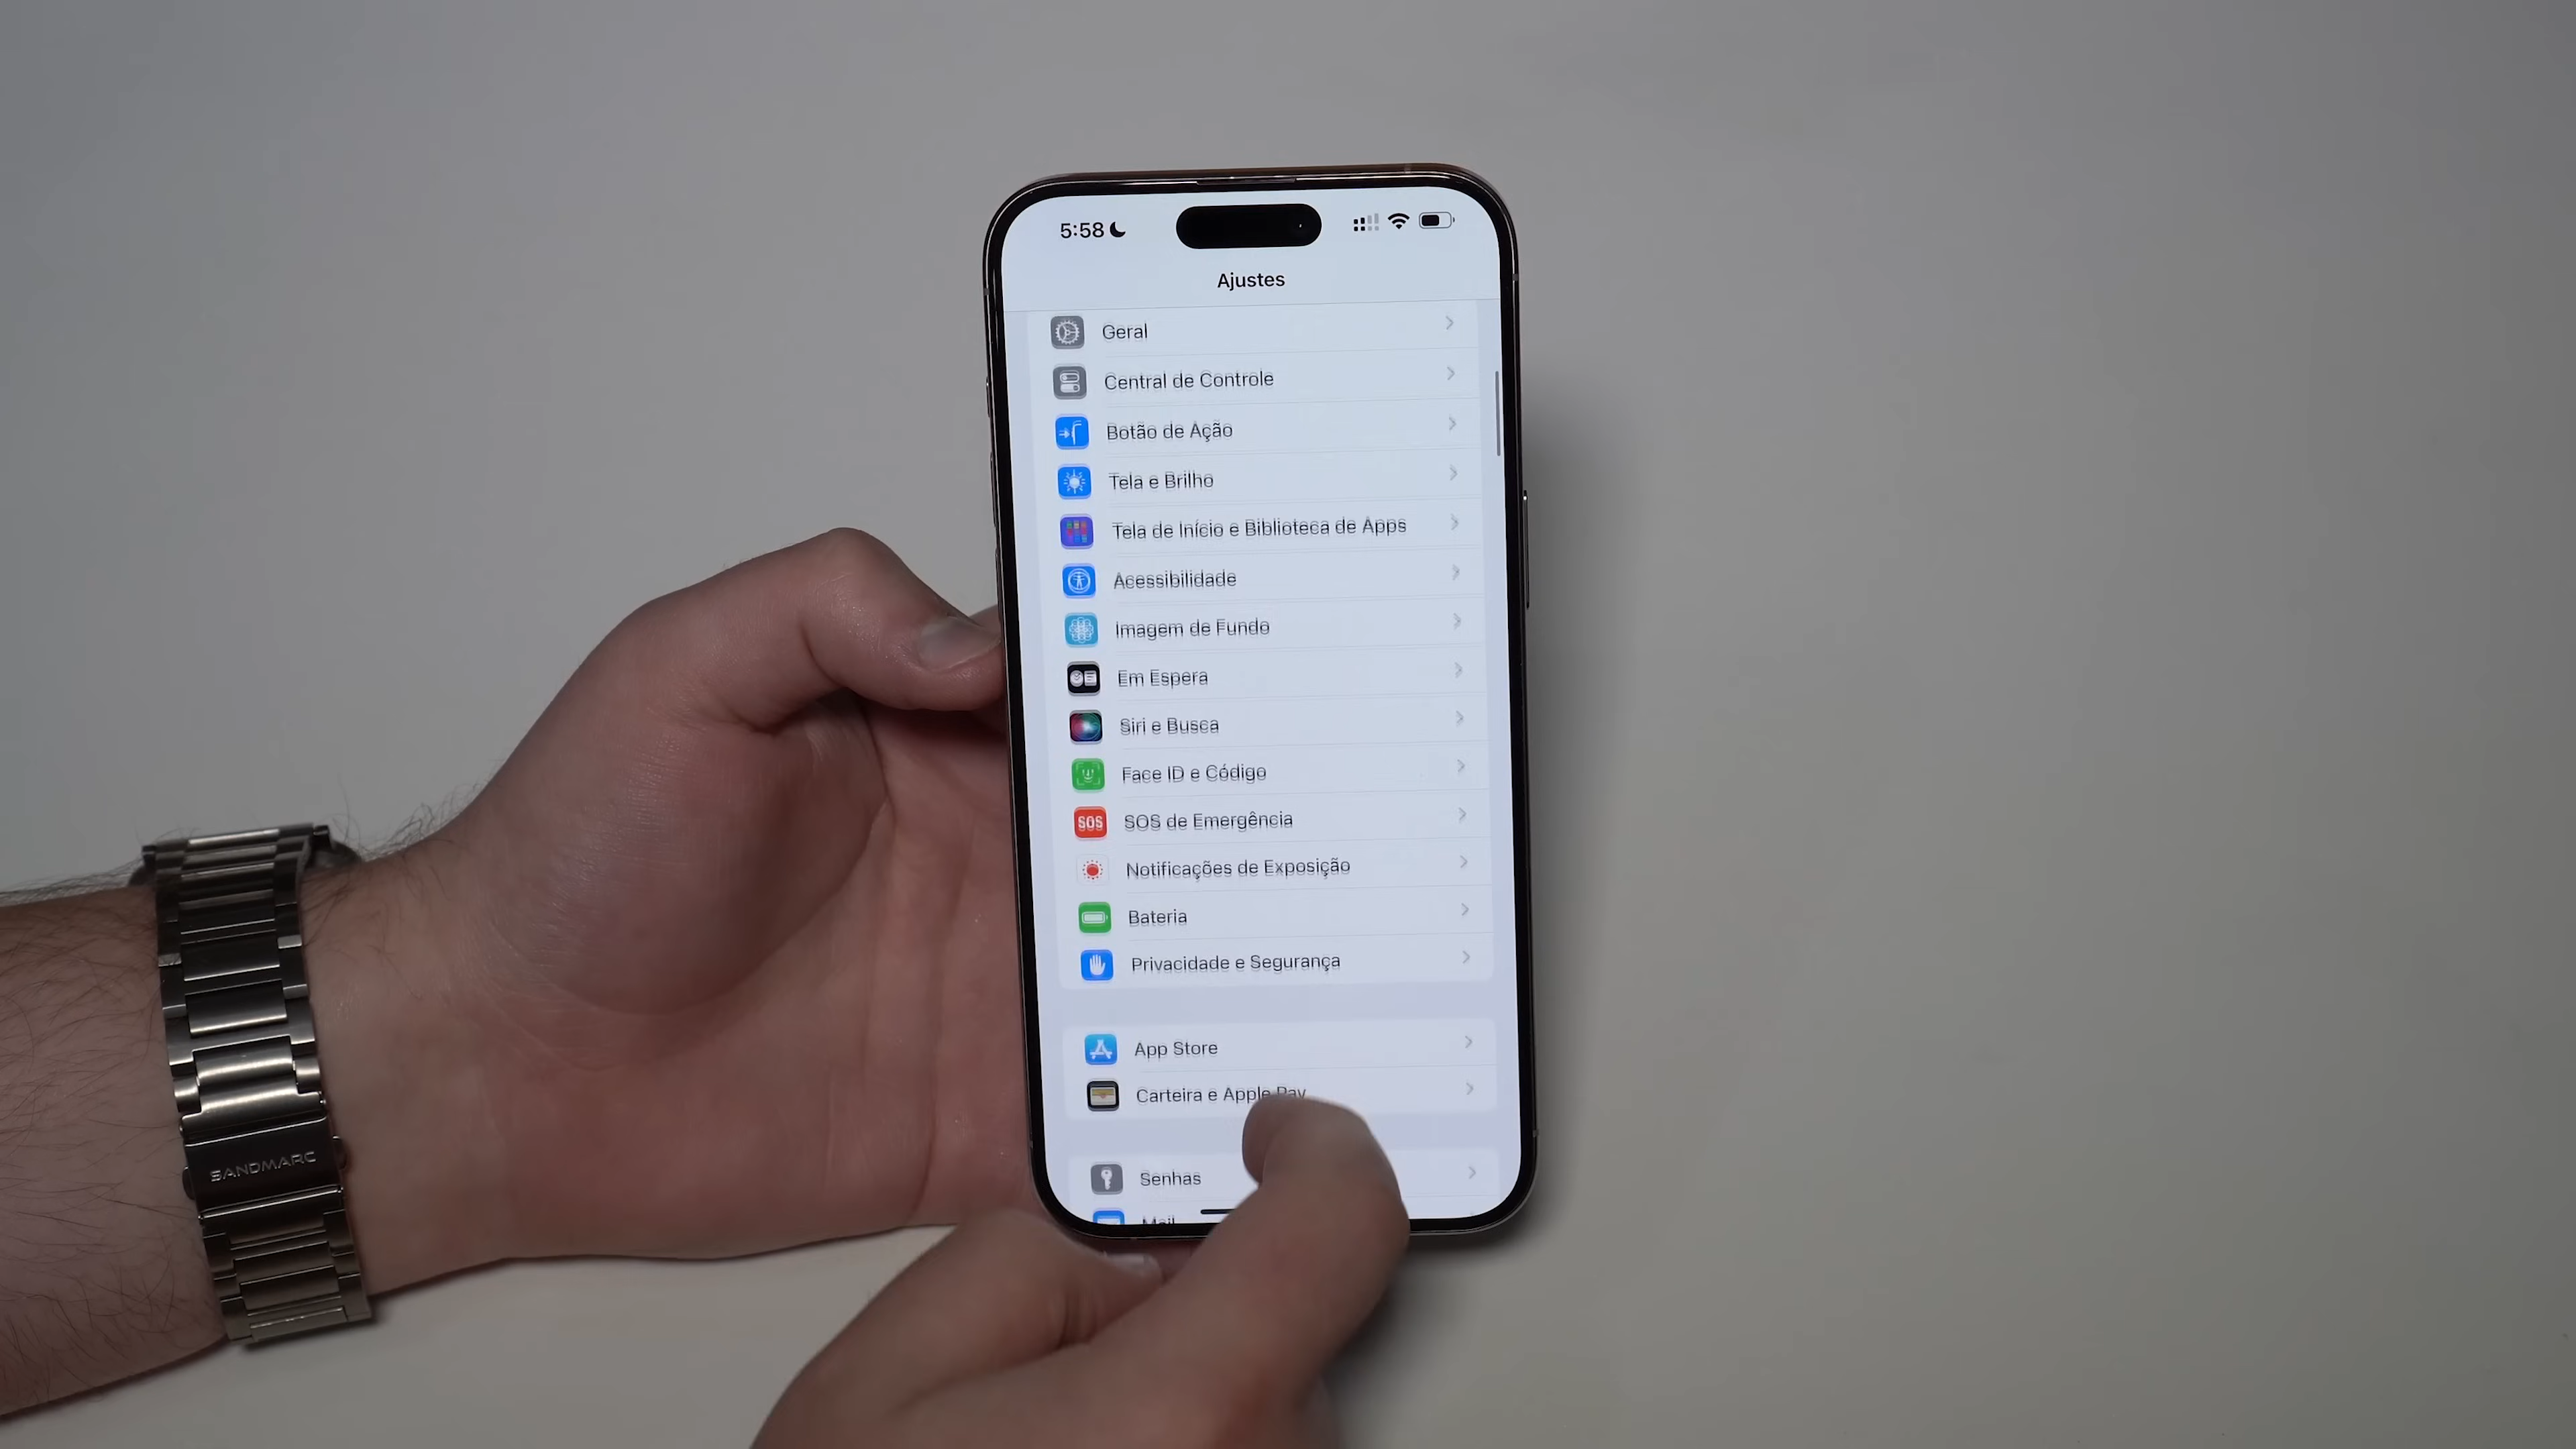 5:58
Ajustes
Geral
Central de Controle
Botão de Ação
Tela e Brilho
Tela de Início e Biblioteca de Apps
Acessibilidade
Imagem de Fundo
Em Espera
Siri e Busca
Face ID e Código
SOS
SOS de Emergência
Notificações de Exposição
Bateria
Privacidade e Segurança
App Store
Carteira e Apple Pay
Senhas
Mail
SANDMARC